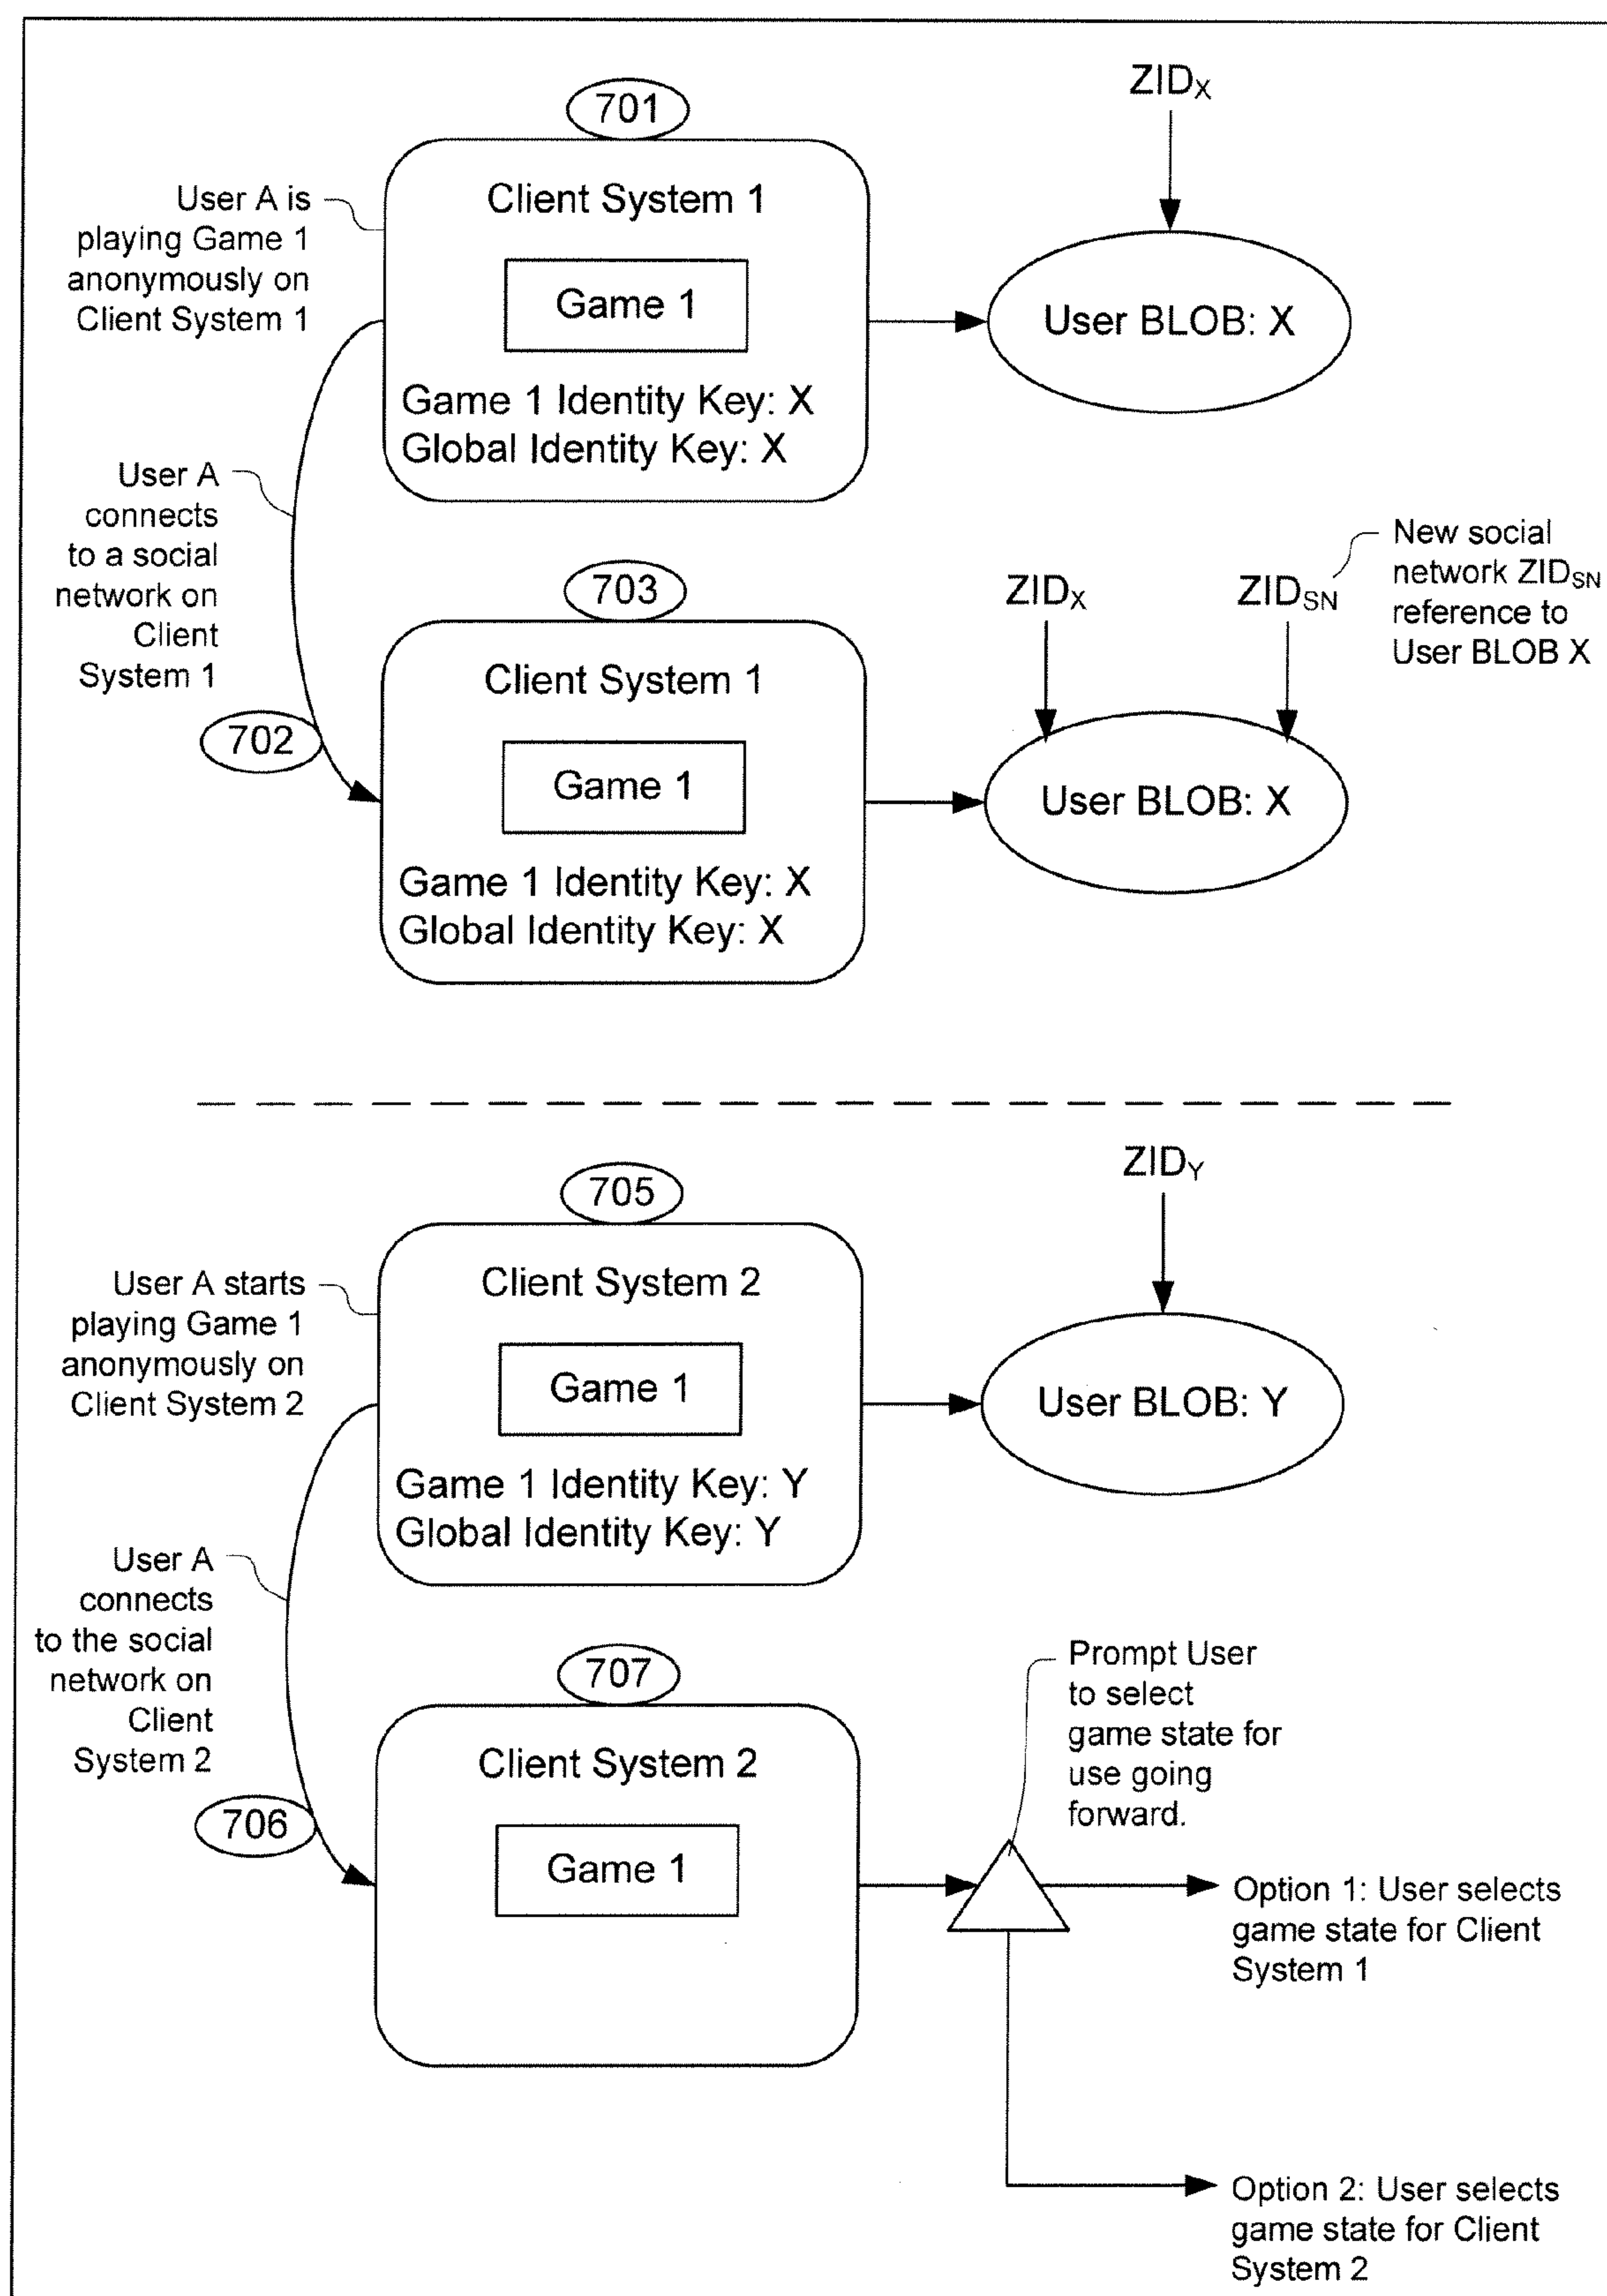 701
ZIDX
User A is
playing Game 1
anonymously on
Client System 1
Client System 1
Game 1
Game 1 Identity Key: X
Global Identity Key: X
User BLOB: X
User A
connects
to a social
network on
Client
System 1
702
703
Client System 1
Game 1
Game 1 Identity Key: X
Global Identity Key: X
ZIDX
ZIDSN
New social
network ZIDSN
reference to
User BLOB X
User BLOB: X
705
ZIDY
User A starts
playing Game 1
anonymously on
Client System 2
Client System 2
Game 1
Game 1 Identity Key: Y
Global Identity Key: Y
User BLOB: Y
User A
connects
to the social
network on
Client
System 2
706
707
Client System 2
Game 1
Prompt User
to select
game state for
use going
forward.
Option 1: User selects
game state for Client
System 1
Option 2: User selects
game state for Client
System 2